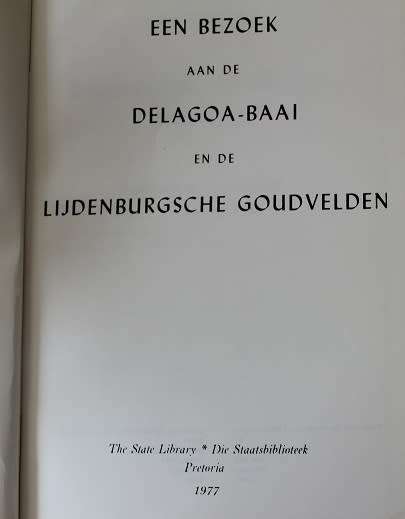 EEN BEZOEK
AAN DE
DELAGOA-BAAI
EN DE
LIJDENBURGSCHE GOUDVELDEN
The State Library * Die Staatsbiblioteek
Pretoria
1977